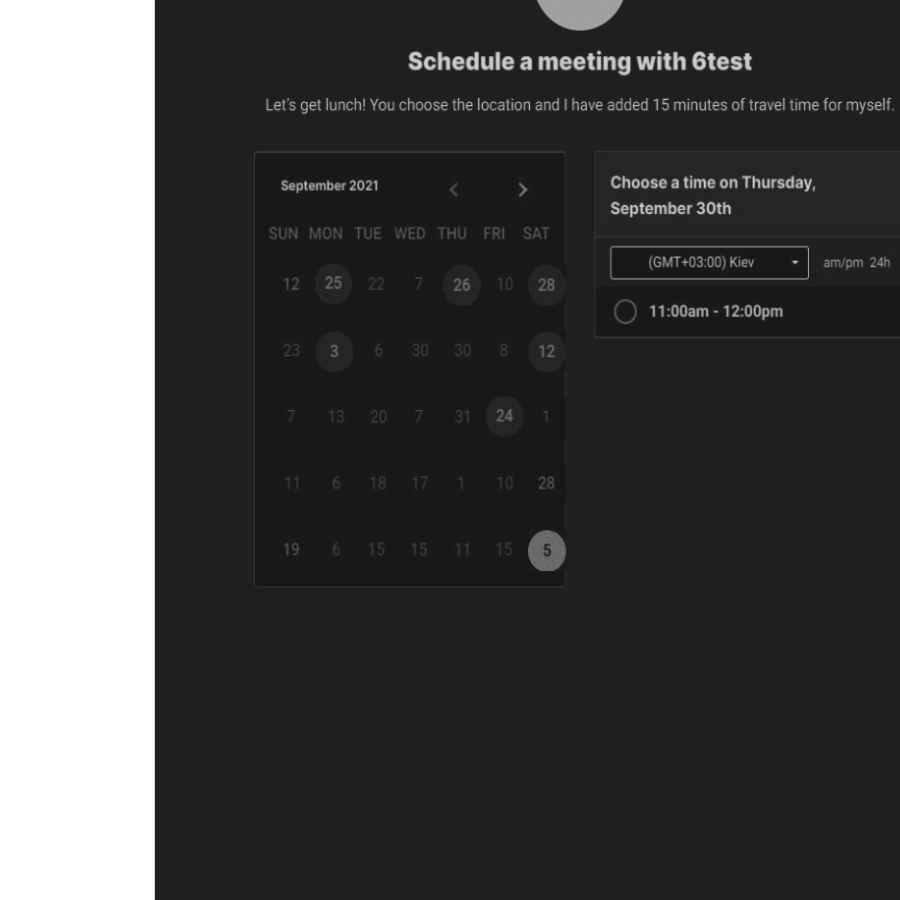 Schedule a meeting with 6test
Let's get lunch! You choose the location and I have added 15 minutes of travel time for myself.
September 2021
SUN MON TUE WED THU FRI SAT
12 25 22 7 26 10 28
23 3 6 30 30 8 12
7 13 20 7 31 24 1
11 6 18 17 1 10 28
19 6 15 15 11 15 5
Choose a time on Thursday,
September 30th
(GMT+03:00) Kiev am/pm 24h
11:00am - 12:00pm